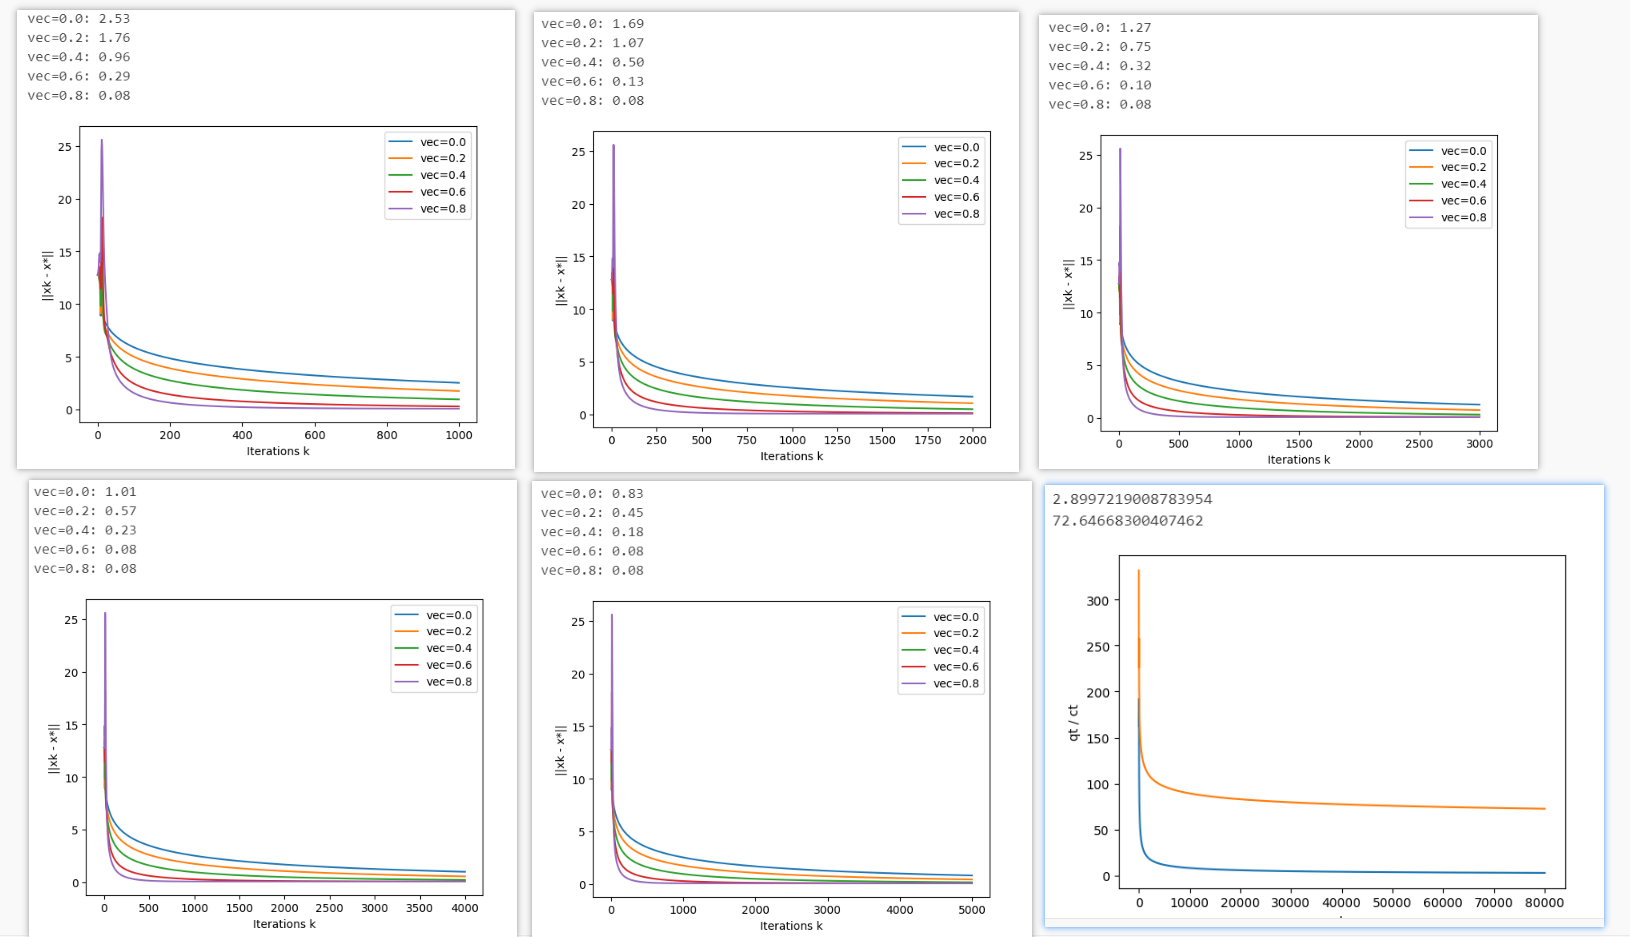 vec=0.0: 2.53
vec=0.2: 1.76
vec=0.4: 0.96
vec=0.6: 0.29
vec=0.8: 0.08
25
20
15
10
5
0
||xk - x*||
vec=0.0
vec=0.2
vec=0.4
vec=0.6
vec=0.8
0 200 400 600 800 1000
Iterations k
vec=0.0: 1.69
vec=0.2: 1.07
vec=0.4: 0.50
vec=0.6: 0.13
vec=0.8: 0.08
25
20
15
10
5
0
||xk - x*||
vec=0.0
vec=0.2
vec=0.4
vec=0.6
vec=0.8
0 250 500 750 1000 1250 1500 1750 2000
Iterations k
vec=0.0: 1.27
vec=0.2: 0.75
vec=0.4: 0.32
vec=0.6: 0.10
vec=0.8: 0.08
25
20
15
10
5
0
||xk - x*||
vec=0.0
vec=0.2
vec=0.4
vec=0.6
vec=0.8
0 500 1000 1500 2000 2500 3000
Iterations k
vec=0.0: 1.01
vec=0.2: 0.57
vec=0.4: 0.23
vec=0.6: 0.08
vec=0.8: 0.08
25
20
15
10
5
0
||xk - x*||
vec=0.0
vec=0.2
vec=0.4
vec=0.6
vec=0.8
0 500 1000 1500 2000 2500 3000 3500 4000
Iterations k
vec=0.0: 0.83
vec=0.2: 0.45
vec=0.4: 0.18
vec=0.6: 0.08
vec=0.8: 0.08
25
20
15
10
5
0
||xk - x*||
vec=0.0
vec=0.2
vec=0.4
vec=0.6
vec=0.8
0 1000 2000 3000 4000 5000
Iterations k
2.8997219008783954
72.64668300407462
300
250
200
150
100
50
0
qt / ct
0 10000 20000 30000 40000 50000 60000 70000 80000